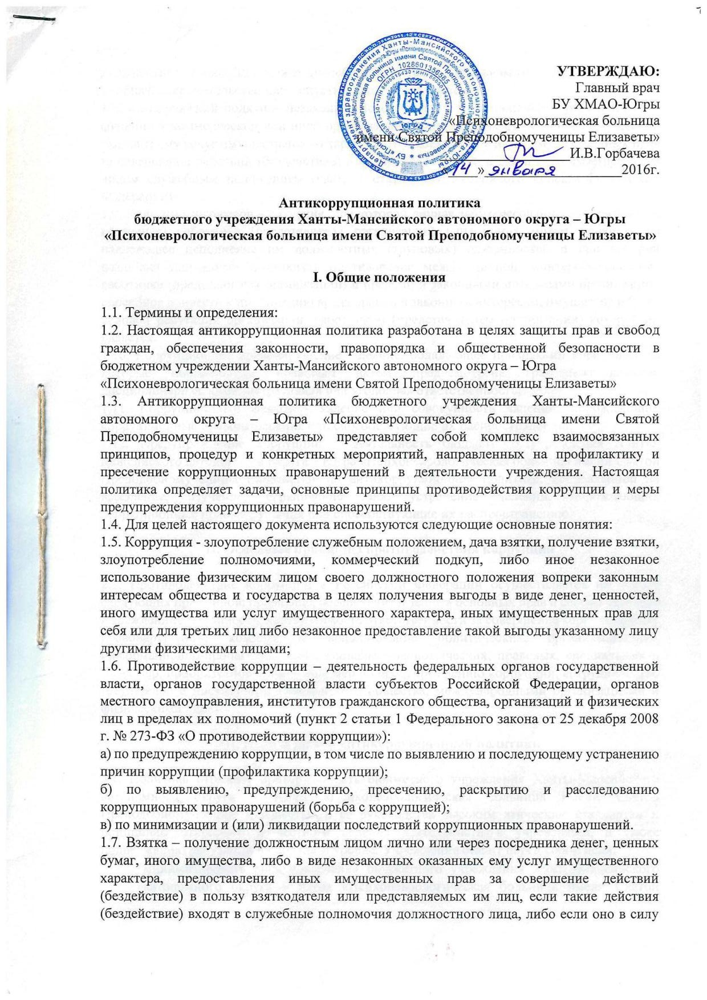 УТВЕРЖДАЮ:
Главный врач
БУ ХМАО-Югры
«Психоневрологическая больница
имени Святой Преподобномученицы Елизаветы»
И.В.Горбачева
«14» января 2016г.
ОГРН 1028601356565
ЮГРА
Антикоррупционная политика
бюджетного учреждения Ханты-Мансийского автономного округа – Югры
«Психоневрологическая больница имени Святой Преподобномученицы Елизаветы»
I. Общие положения
1.1. Термины и определения:
1.2. Настоящая антикоррупционная политика разработана в целях защиты прав и свобод
граждан, обеспечения законности, правопорядка и общественной безопасности в
бюджетном учреждении Ханты-Мансийского автономного округа – Югра
«Психоневрологическая больница имени Святой Преподобномученицы Елизаветы»
1.3. Антикоррупционная политика бюджетного учреждения Ханты-Мансийского
автономного округа – Югра «Психоневрологическая больница имени Святой
Преподобномученицы Елизаветы» представляет собой комплекс взаимосвязанных
принципов, процедур и конкретных мероприятий, направленных на профилактику и
пресечение коррупционных правонарушений в деятельности учреждения. Настоящая
политика определяет задачи, основные принципы противодействия коррупции и меры
предупреждения коррупционных правонарушений.
1.4. Для целей настоящего документа используются следующие основные понятия:
1.5. Коррупция - злоупотребление служебным положением, дача взятки, получение взятки,
злоупотребление полномочиями, коммерческий подкуп, либо иное незаконное
использование физическим лицом своего должностного положения вопреки законным
интересам общества и государства в целях получения выгоды в виде денег, ценностей,
иного имущества или услуг имущественного характера, иных имущественных прав для
себя или для третьих лиц либо незаконное предоставление такой выгоды указанному лицу
другими физическими лицами;
1.6. Противодействие коррупции – деятельность федеральных органов государственной
власти, органов государственной власти субъектов Российской Федерации, органов
местного самоуправления, институтов гражданского общества, организаций и физических
лиц в пределах их полномочий (пункт 2 статьи 1 Федерального закона от 25 декабря 2008
г. № 273-ФЗ «О противодействии коррупции»):
а) по предупреждению коррупции, в том числе по выявлению и последующему устранению
причин коррупции (профилактика коррупции);
б) по выявлению, предупреждению, пресечению, раскрытию и расследованию
коррупционных правонарушений (борьба с коррупцией);
в) по минимизации и (или) ликвидации последствий коррупционных правонарушений.
1.7. Взятка – получение должностным лицом лично или через посредника денег, ценных
бумаг, иного имущества, либо в виде незаконных оказанных ему услуг имущественного
характера, предоставления иных имущественных прав за совершение действий
(бездействие) в пользу взяткодателя или представляемых им лиц, если такие действия
(бездействие) входят в служебные полномочия должностного лица, либо если оно в силу